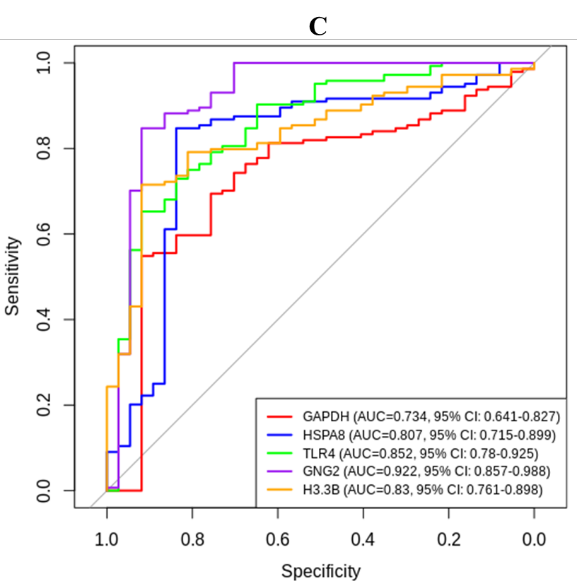 C
1.0
0.8
0.6
0.4
0.2
0.0
Sensitivity
GAPDH (AUC=0.734, 95% CI: 0.641-0.827)
HSPA8 (AUC=0.807, 95% CI: 0.715-0.899)
TLR4 (AUC=0.852, 95% CI: 0.78-0.925)
GNG2 (AUC=0.922, 95% CI: 0.857-0.988)
H3.3B (AUC=0.83, 95% CI: 0.761-0.898)
1.0 0.8 0.6 0.4 0.2 0.0
Specificity